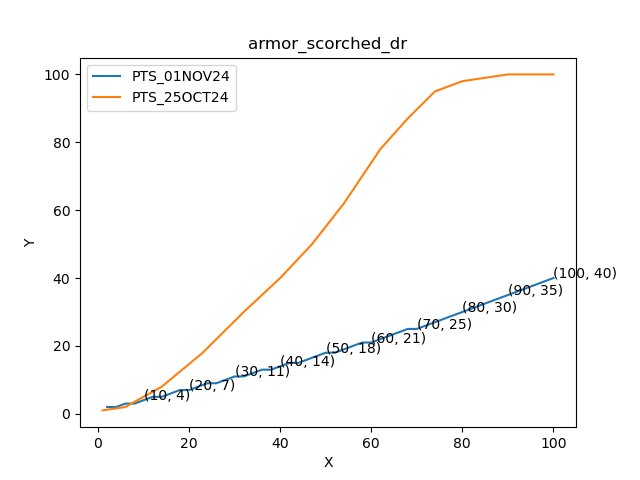 armor_scorched_dr
PTS_01NOV24
PTS_25OCT24
100
80
60
40
20
0
Y
(100, 40)
(90, 35)
(80, 30)
(70, 25)
(60, 21)
(50, 18)
(40, 14)
(30, 11)
(20, 7)
(10, 4)
0 20 40 60 80 100
X